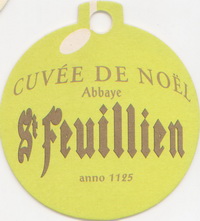 CUVÉE DE NOËL
Abbaye
St Feuillien
anno 1125